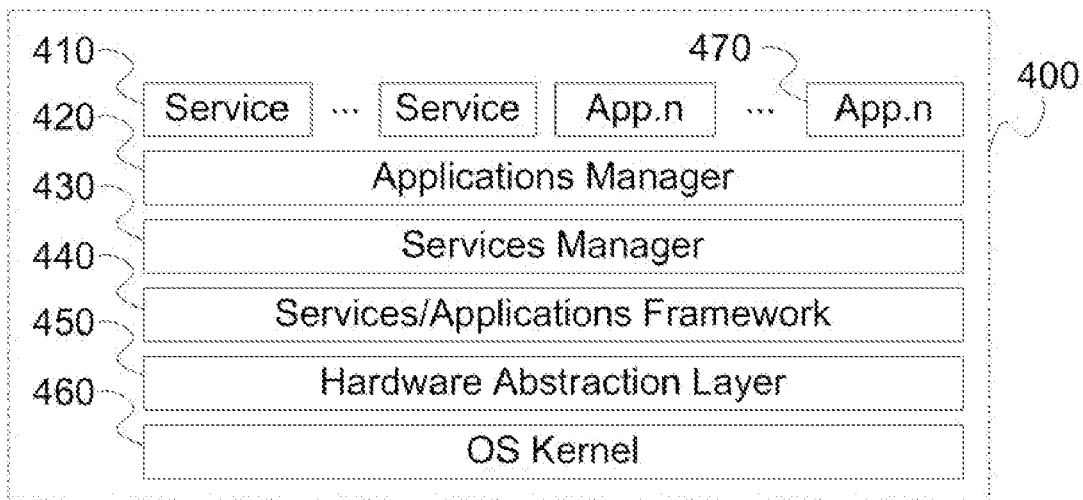 410
470
400
Service ... Service App.n ... App.n
420
Applications Manager
430
Services Manager
440
Services/Applications Framework
450
Hardware Abstraction Layer
460
OS Kernel